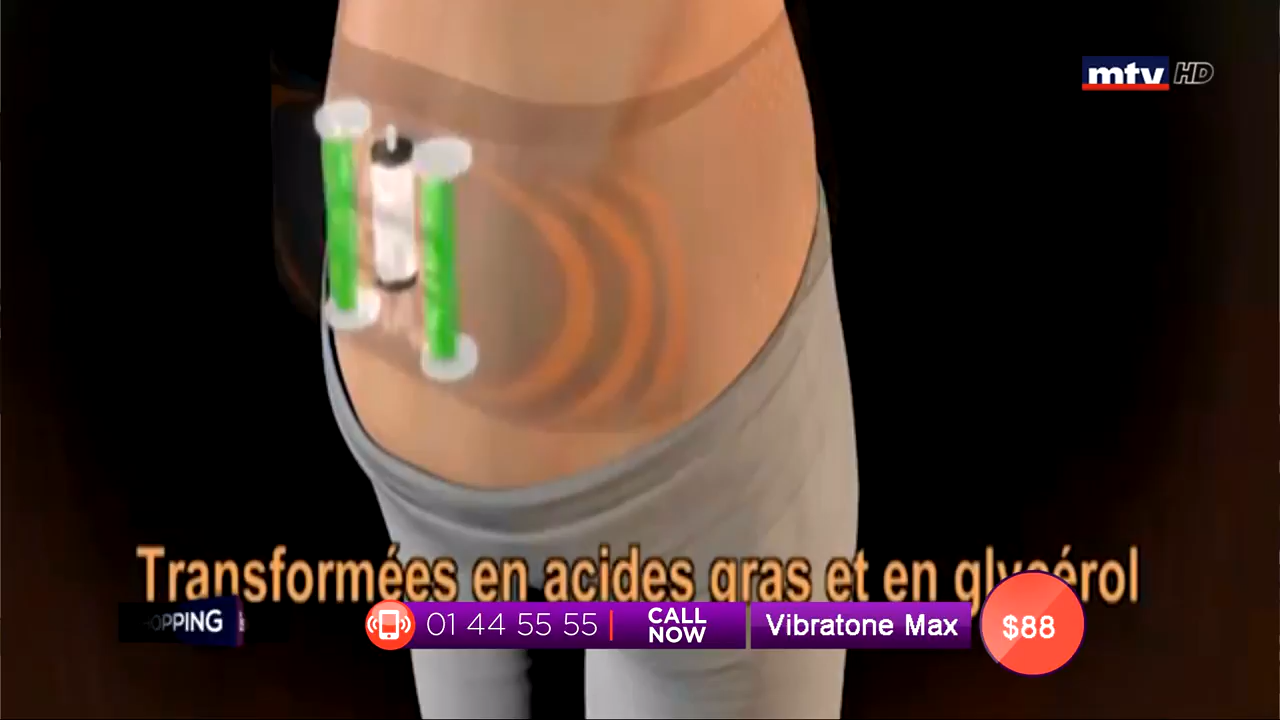 mtv HD
Transformées en acides gras et en glycérol
OPPING
01 44 55 55
CALL
NOW
Vibratone Max
$88